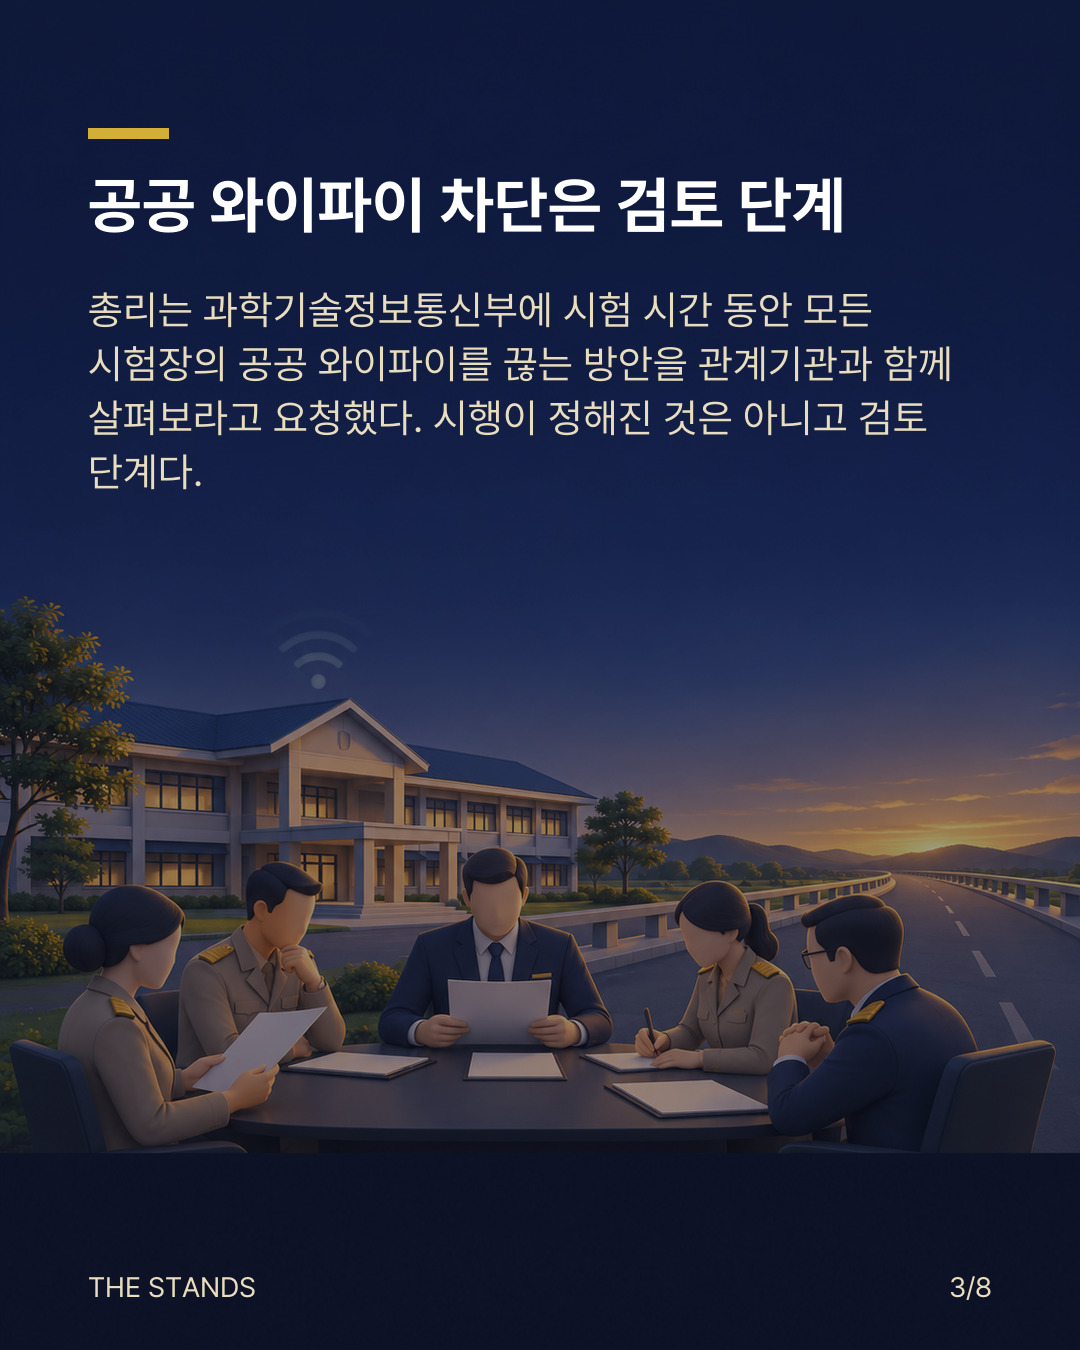 공공 와이파이 차단은 검토 단계
총리는 과학기술정보통신부에 시험 시간 동안 모든
시험장의 공공 와이파이를 끊는 방안을 관계기관과 함께
살펴보라고 요청했다. 시행이 정해진 것은 아니고 검토
단계다.
THE STANDS
3/8